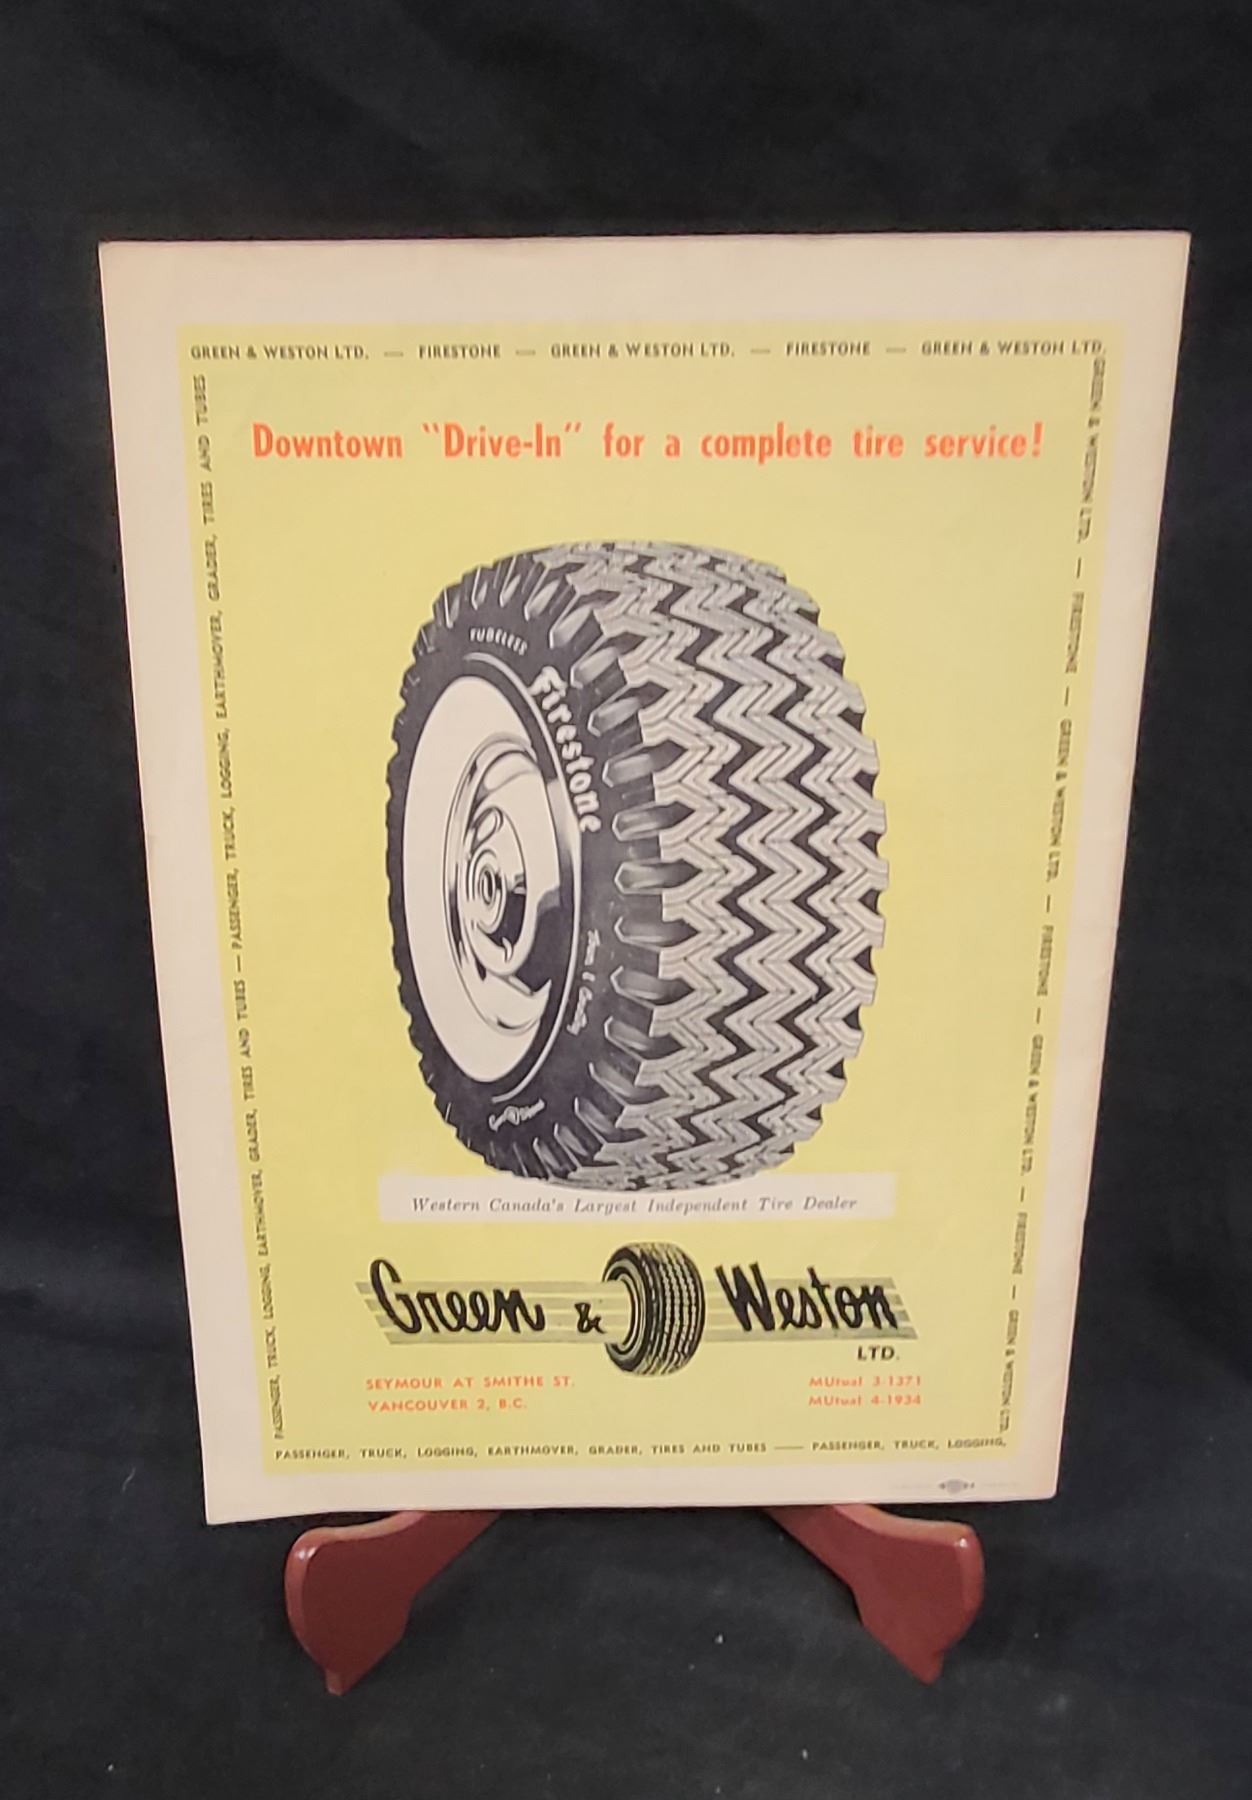 GREEN & WESTON LTD. — FIRESTONE — GREEN & WESTON LTD. — FIRESTONE — GREEN & WESTON LTD.
GREEN & WESTON LTD. — FIRESTONE — GREEN & WESTON LTD. — FIRESTONE — GREEN & WESTON LTD. — FIRESTONE — GREEN & WESTON LTD.
PASSENGER, TRUCK, LOGGING, EARTHMOVER, GRADER, TIRES AND TUBES — PASSENGER, TRUCK, LOGGING, EARTHMOVER, GRADER, TIRES AND TUBES
Downtown "Drive-In" for a complete tire service!
TUBELESS
Firestone
Town & Country
Western Canada's Largest Independent Tire Dealer
Green & Weston
LTD.
SEYMOUR AT SMITHE ST.
VANCOUVER 2, B.C.
MUtual 3-1371
MUtual 4-1934
PASSENGER, TRUCK, LOGGING, EARTHMOVER, GRADER, TIRES AND TUBES — PASSENGER, TRUCK, LOGGING,